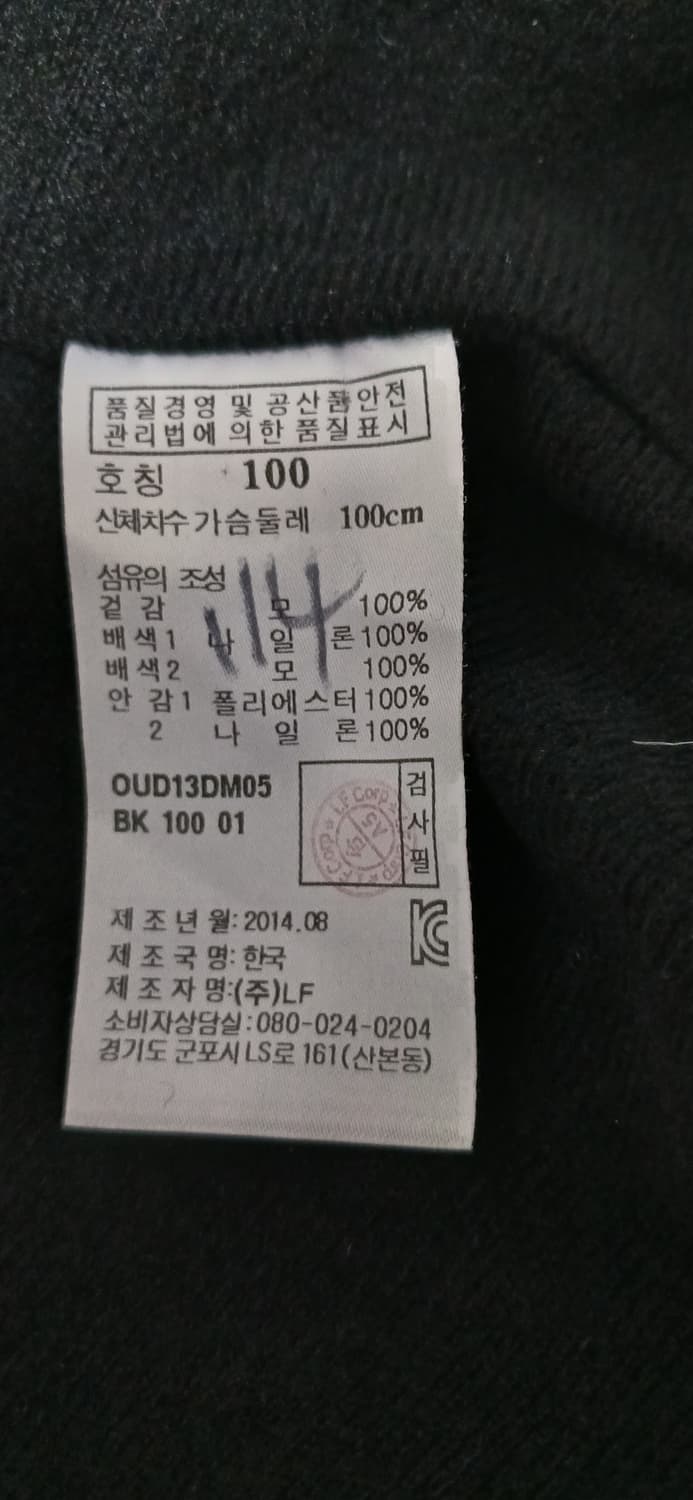 품질경영 및 공산품안전
관리법에 의한 품질표시
호칭 100
신체치수 가슴둘레 100cm
섬유의 조성
겉 감 모 100%
배색1 나 일 론 100%
배색2 모 100%
안 감1 폴리에스터 100%
2 나 일 론 100%
114
OUD13DM05
BK 100 01
검사필
LF Corp
제 조 년 월: 2014.08
제 조 국 명: 한국
제 조 자 명:(주)LF
소비자상담실:080-024-0204
경기도 군포시 LS로 161(산본동)